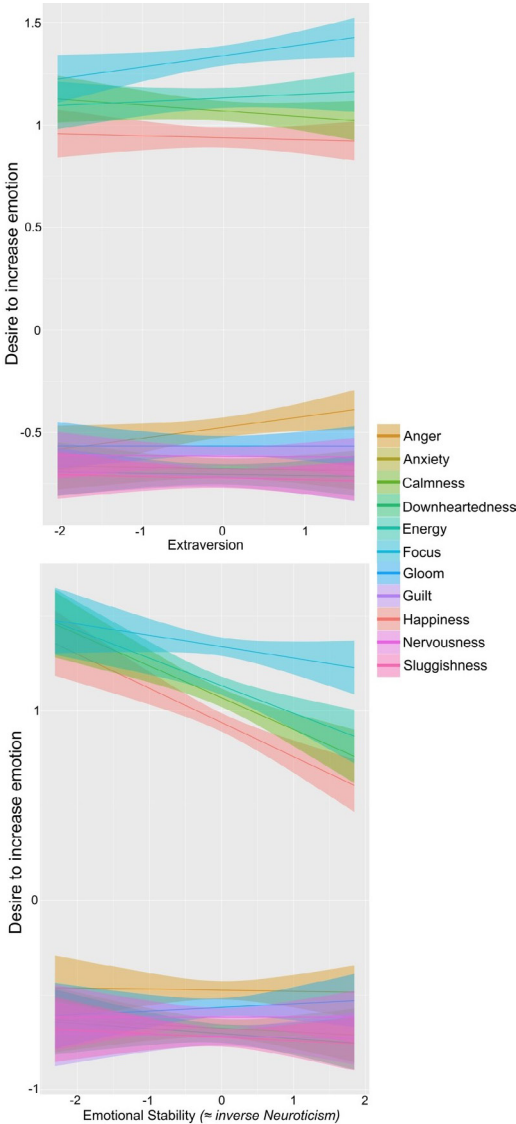 1.5
1
0.5
0
-0.5
Desire to increase emotion
-2
-1
0
1
Extraversion
Anger
Anxiety
Calmness
Downheartedness
Energy
Focus
Gloom
Guilt
Happiness
Nervousness
Sluggishness
1
0
-1
Desire to increase emotion
-2
-1
0
1
2
Emotional Stability (≈ inverse Neuroticism)